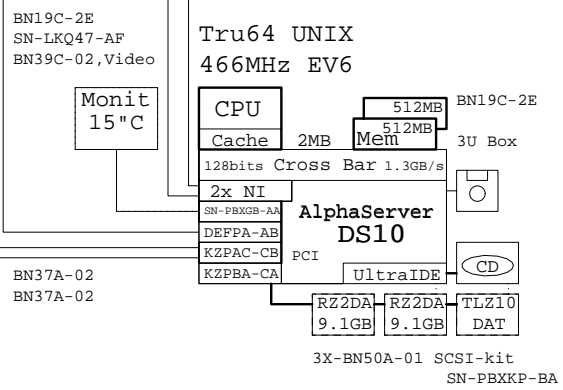 BN19C-2E
SN-LKQ47-AF
BN39C-02,Video
Tru64 UNIX
466MHz EV6
Monit
15"C
CPU
Cache
2MB
512MB
512MB
Mem
BN19C-2E
3U Box
128bits Cross Bar 1.3GB/s
2x NI
SN-PBXGB-AA
DEFPA-AB
KZPAC-CB
KZPBA-CA
PCI
AlphaServer
DS10
UltraIDE
CD
BN37A-02
BN37A-02
RZ2DA
9.1GB
RZ2DA
9.1GB
TLZ10
DAT
3X-BN50A-01 SCSI-kit
SN-PBXKP-BA